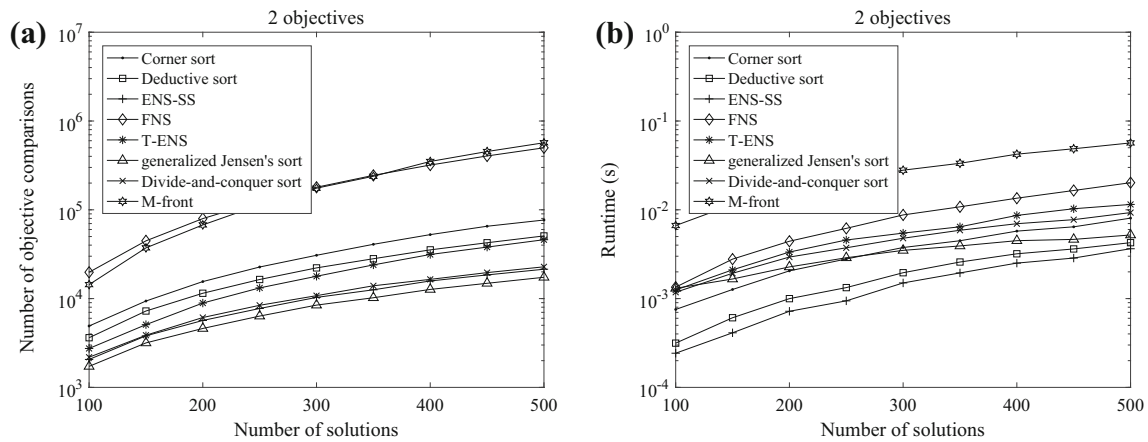 (a)
2 objectives
Number of objective comparisons
10^7
10^6
10^5
10^4
10^3
Corner sort
Deductive sort
ENS-SS
FNS
T-ENS
generalized Jensen's sort
Divide-and-conquer sort
M-front
100 200 300 400 500
Number of solutions
(b)
2 objectives
Runtime (s)
10^0
10^-1
10^-2
10^-3
10^-4
Corner sort
Deductive sort
ENS-SS
FNS
T-ENS
generalized Jensen's sort
Divide-and-conquer sort
M-front
100 200 300 400 500
Number of solutions